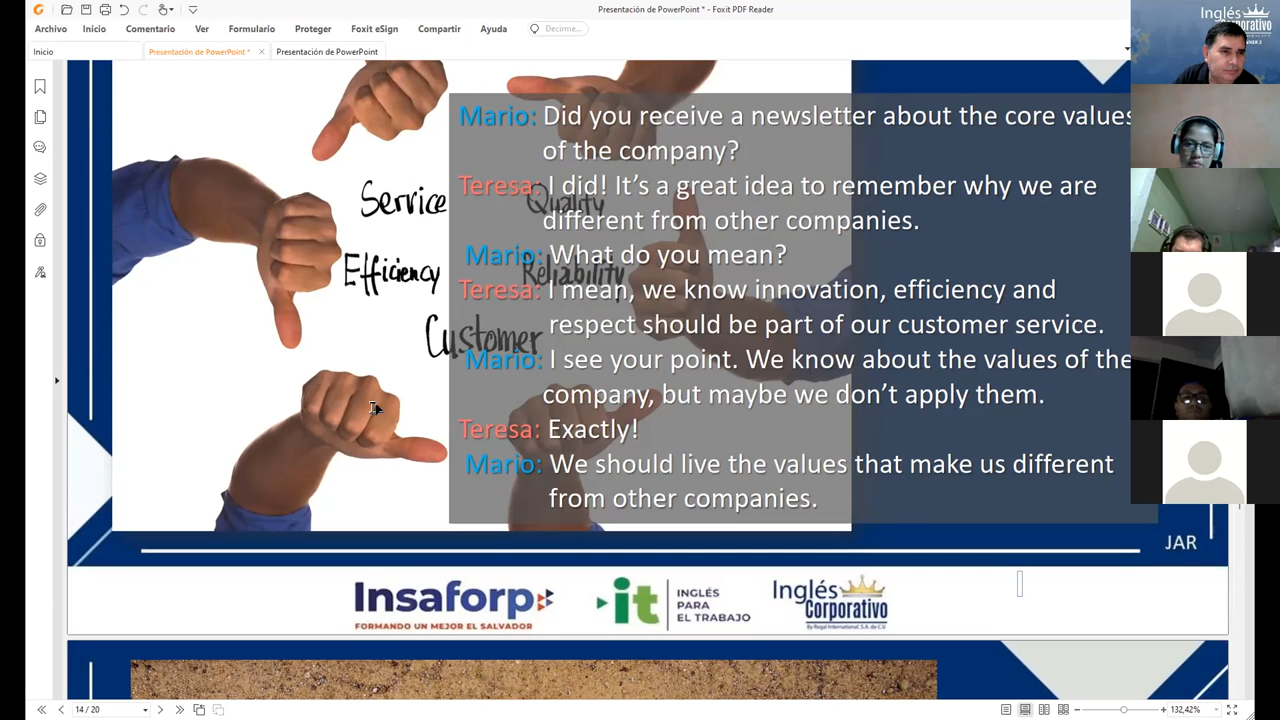 Presentación de PowerPoint * - Foxit PDF Reader
Archivo Inicio Comentario Ver Formulario Proteger Foxit eSign Compartir Ayuda Decirme...
Inicio Presentación de PowerPoint * Presentación de PowerPoint
Inglés
Corporativo
Mario: Did you receive a newsletter about the core values
of the company?
Teresa: I did! It’s a great idea to remember why we are
different from other companies.
Mario: What do you mean?
Teresa: I mean, we know innovation, efficiency and
respect should be part of our customer service.
Mario: I see your point. We know about the values of the
company, but maybe we don’t apply them.
Teresa: Exactly!
Mario: We should live the values that make us different
from other companies.
Service
Quality
Efficiency
Reliability
Customer
JAR
Insaforp
FORMANDO UN MEJOR EL SALVADOR
it
INGLÉS
PARA
EL TRABAJO
Inglés
Corporativo
By Regal International, S.A. de C.V.
14 / 20
132,42%